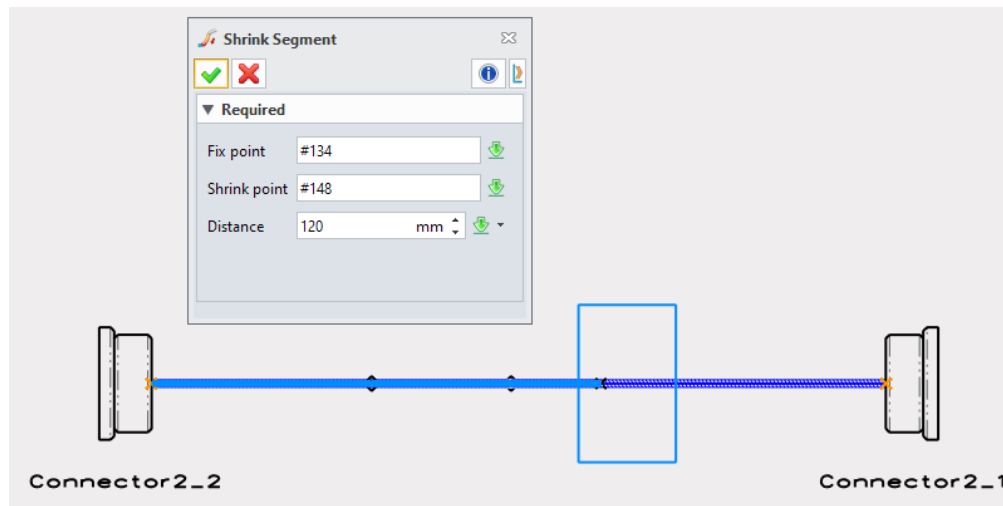 Shrink Segment
Required
Fix point #134
Shrink point #148
Distance 120 mm
Connector2_2
Connector2_1